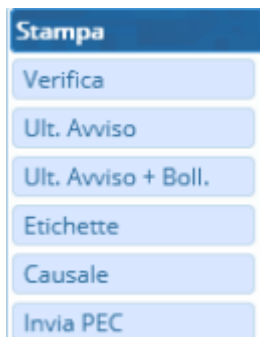 Stampa
Verifica
Ult. Avviso
Ult. Avviso + Boll.
Etichette
Causale
Invia PEC